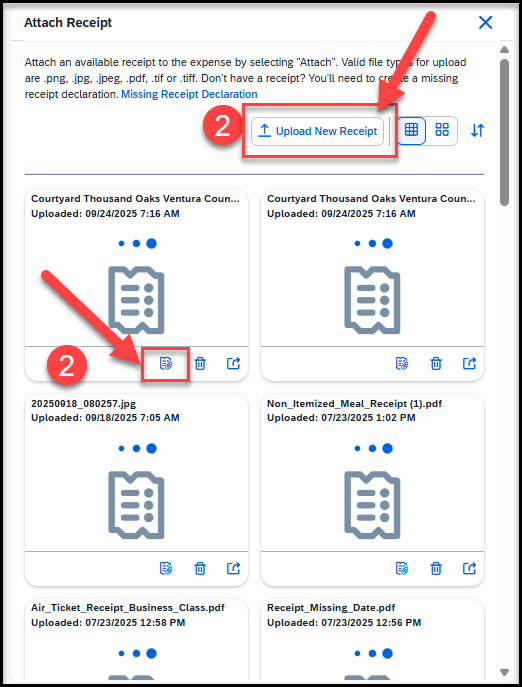 Attach Receipt
Attach an available receipt to the expense by selecting "Attach". Valid file types for upload
are .png, .jpg, .jpeg, .pdf, .tif or .tiff. Don't have a receipt? You'll need to create a missing
receipt declaration. Missing Receipt Declaration
2
Upload New Receipt
Courtyard Thousand Oaks Ventura Coun...
Uploaded: 09/24/2025 7:16 AM
Courtyard Thousand Oaks Ventura Coun...
Uploaded: 09/24/2025 7:16 AM
2
20250918_080257.jpg
Uploaded: 09/18/2025 7:05 AM
Non_Itemized_Meal_Receipt (1).pdf
Uploaded: 07/23/2025 1:02 PM
Air_Ticket_Receipt_Business_Class.pdf
Uploaded: 07/23/2025 12:58 PM
Receipt_Missing_Date.pdf
Uploaded: 07/23/2025 12:56 PM